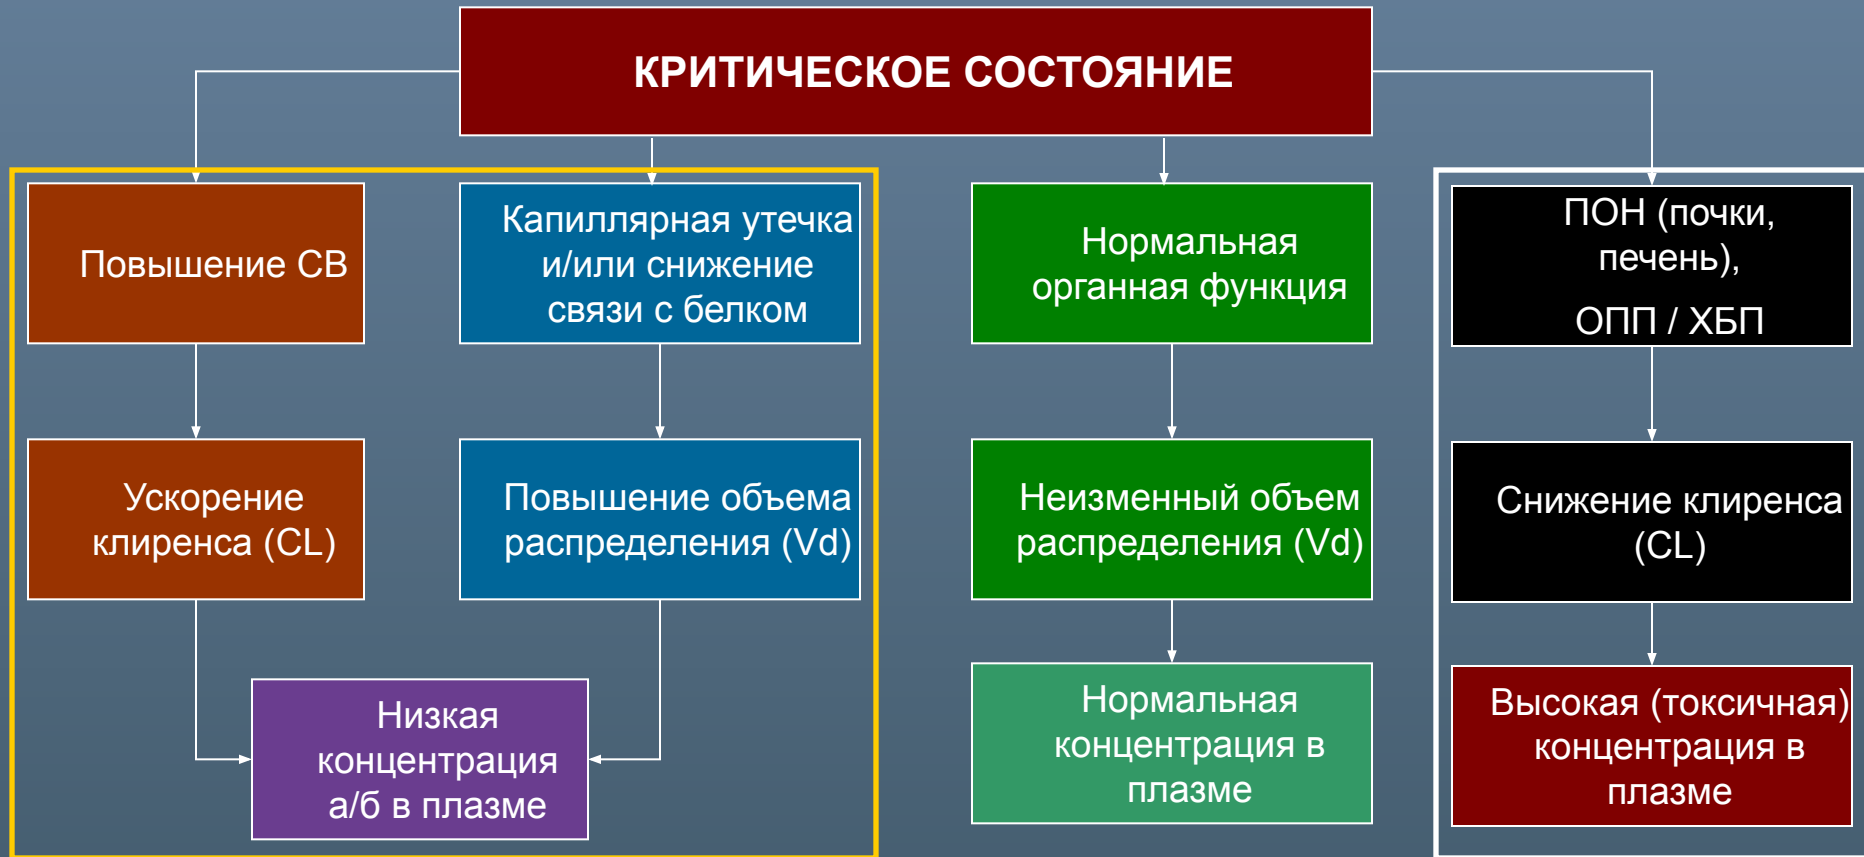 КРИТИЧЕСКОЕ СОСТОЯНИЕ
Повышение СВ
Капиллярная утечка
и/или снижение
связи с белком
Нормальная
органная функция
ПОН (почки,
печень),
ОПП / ХБП
Ускорение
клиренса (CL)
Повышение объема
распределения (Vd)
Неизменный объем
распределения (Vd)
Снижение клиренса
(CL)
Низкая
концентрация
а/б в плазме
Нормальная
концентрация в
плазме
Высокая (токсичная)
концентрация в
плазме